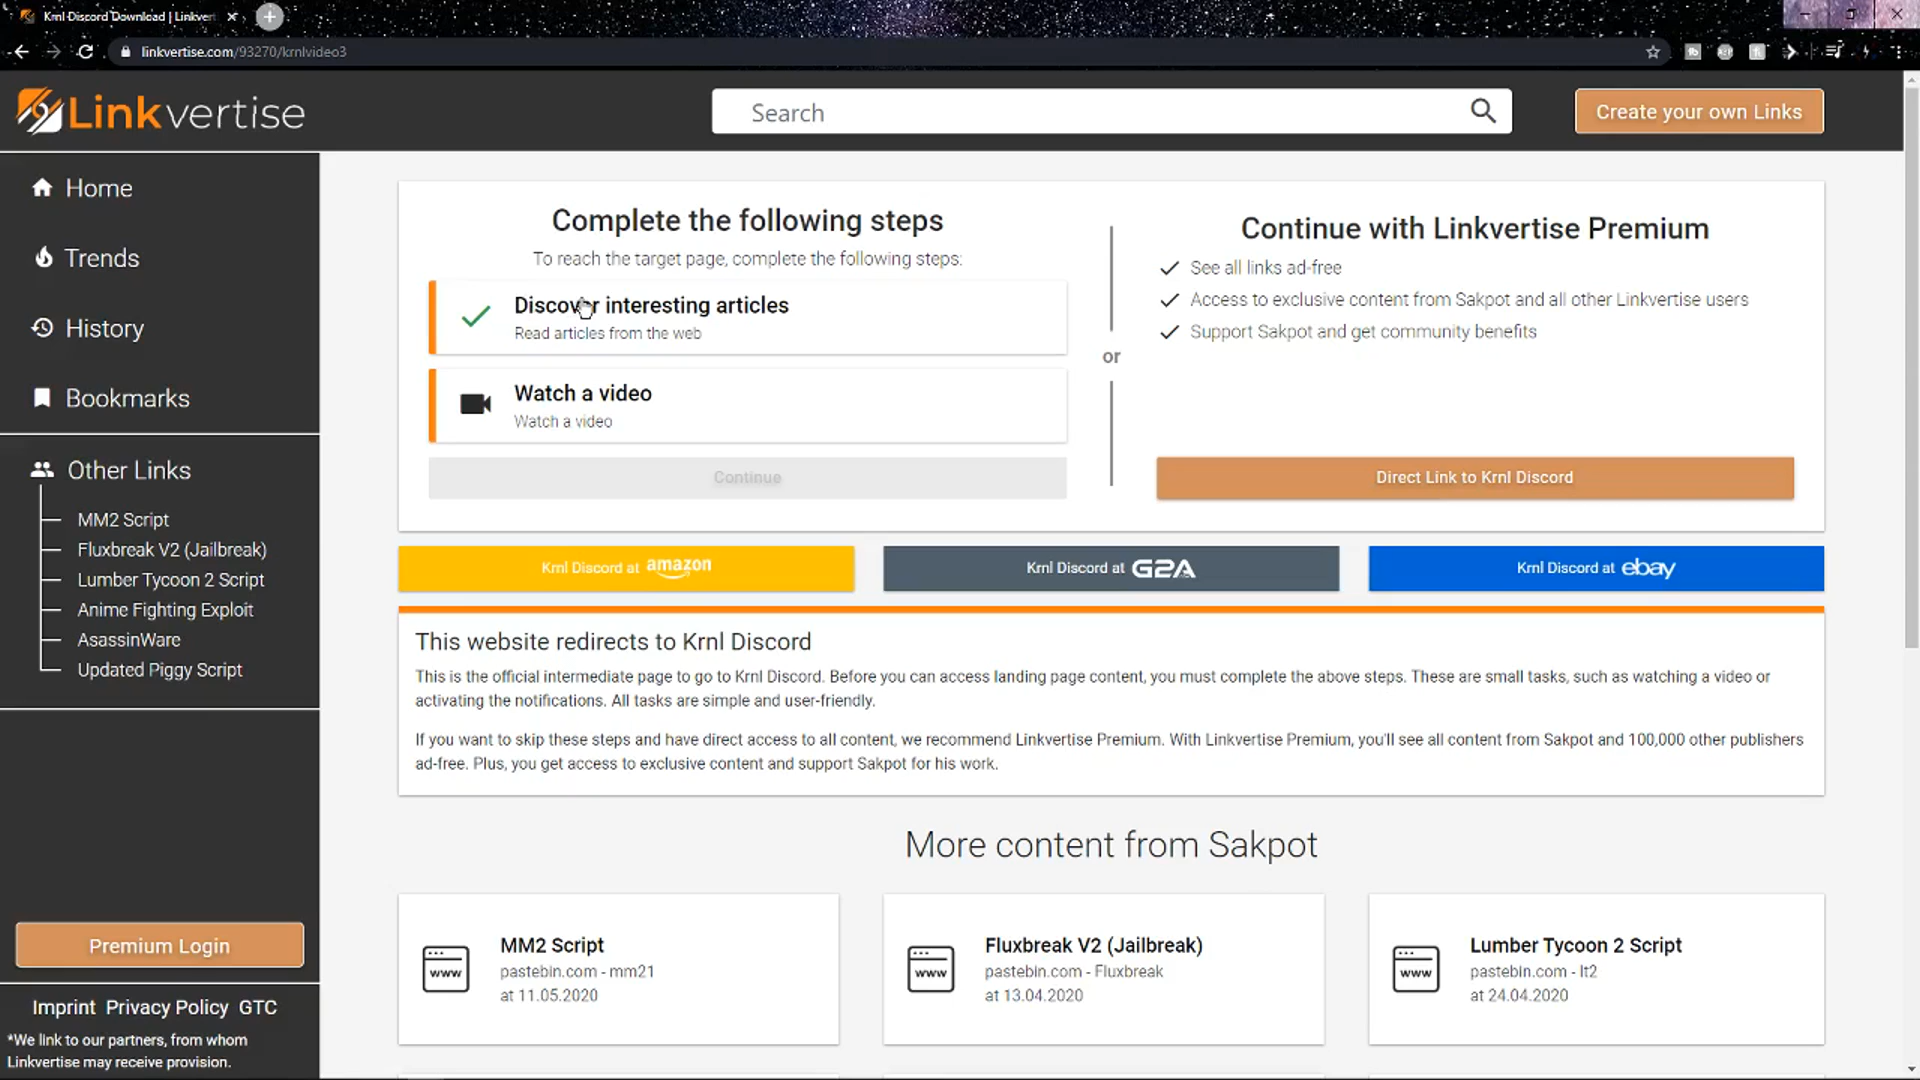 Krnl Discord Download | Linkvert
linkvertise.com/93270/krnlvideo3
Linkvertise
Search
Create your own Links
Home
Trends
History
Bookmarks
Other Links
MM2 Script
Fluxbreak V2 (Jailbreak)
Lumber Tycoon 2 Script
Anime Fighting Exploit
AsassinWare
Updated Piggy Script
Premium Login
Imprint Privacy Policy GTC
*We link to our partners, from whom
Linkvertise may receive provision.
Complete the following steps
To reach the target page, complete the following steps:
Discover interesting articles
Read articles from the web
Watch a video
Watch a video
Continue
or
Continue with Linkvertise Premium
See all links ad-free
Access to exclusive content from Sakpot and all other Linkvertise users
Support Sakpot and get community benefits
Direct Link to Krnl Discord
Krnl Discord at amazon
Krnl Discord at G2A
Krnl Discord at ebay
This website redirects to Krnl Discord
This is the official intermediate page to go to Krnl Discord. Before you can access landing page content, you must complete the above steps. These are small tasks, such as watching a video or
activating the notifications. All tasks are simple and user-friendly.
If you want to skip these steps and have direct access to all content, we recommend Linkvertise Premium. With Linkvertise Premium, you'll see all content from Sakpot and 100,000 other publishers
ad-free. Plus, you get access to exclusive content and support Sakpot for his work.
More content from Sakpot
www
MM2 Script
pastebin.com - mm21
at 11.05.2020
www
Fluxbreak V2 (Jailbreak)
pastebin.com - Fluxbreak
at 13.04.2020
www
Lumber Tycoon 2 Script
pastebin.com - lt2
at 24.04.2020